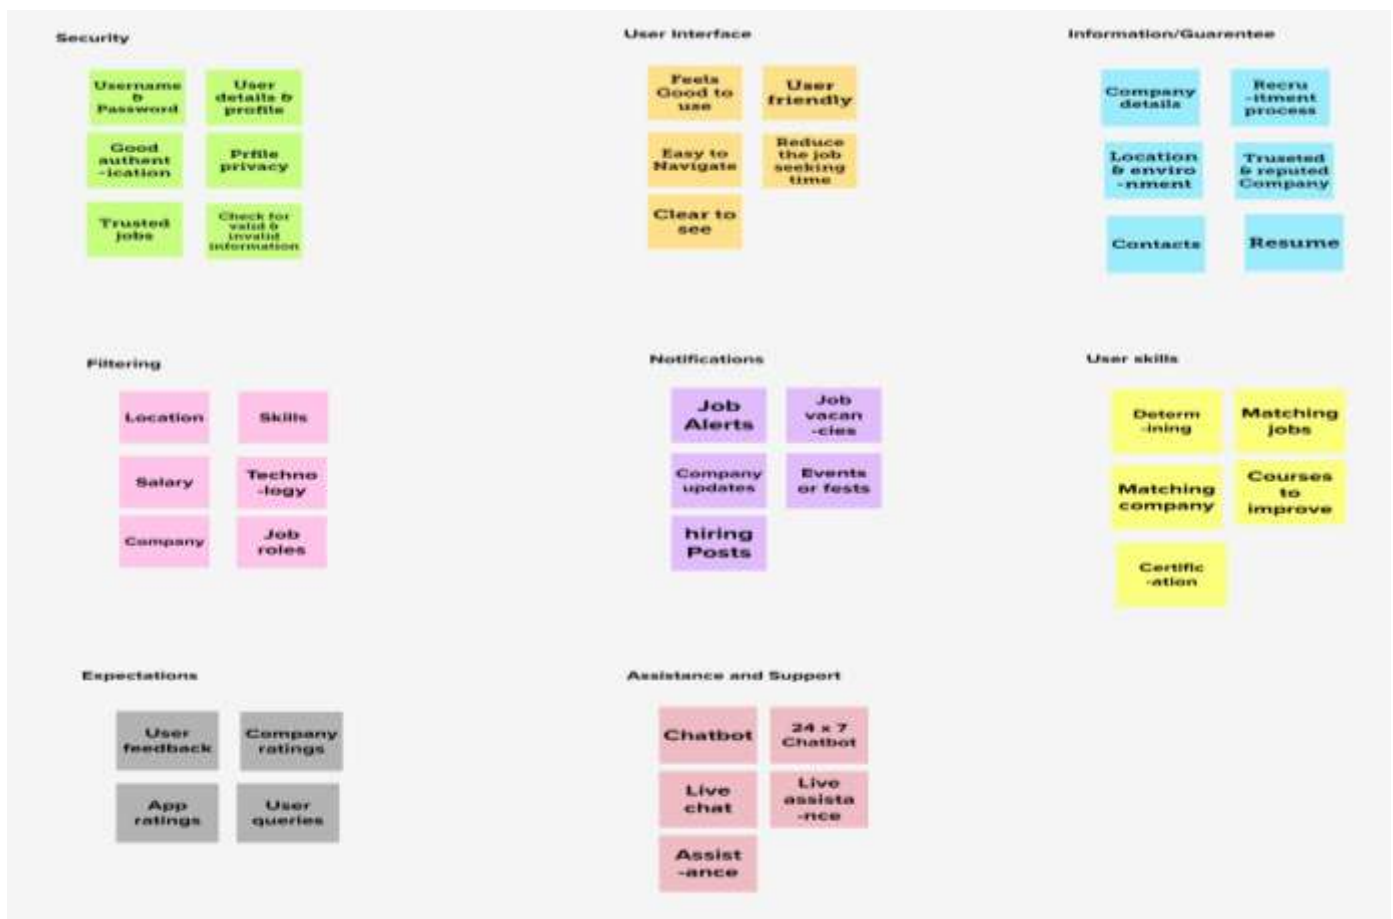 Security
Username
&
Password
User
details &
profile
Good
authent
-ication
Prfile
privacy
Trusted
jobs
Check for
valid &
invalid
information
User Interface
Feels
Good to
use
User
friendly
Easy to
Navigate
Reduce
the job
seeking
time
Clear to
see
Information/Guarentee
Company
details
Recru
-itment
process
Location
& enviro
-nment
Truseted
& reputed
Company
Contacts
Resume
Filtering
Location
Skills
Salary
Techno
-logy
Company
Job
roles
Notifications
Job
Alerts
Job
vacan
-cies
Company
updates
Events
or fests
hiring
Posts
User skills
Determ
-ining
Matching
jobs
Matching
company
Courses
to
improve
Certific
-ation
Expectations
User
feedback
Company
ratings
App
ratings
User
queries
Assistance and Support
Chatbot
24 x 7
Chatbot
Live
chat
Live
assista
-nce
Assist
-ance